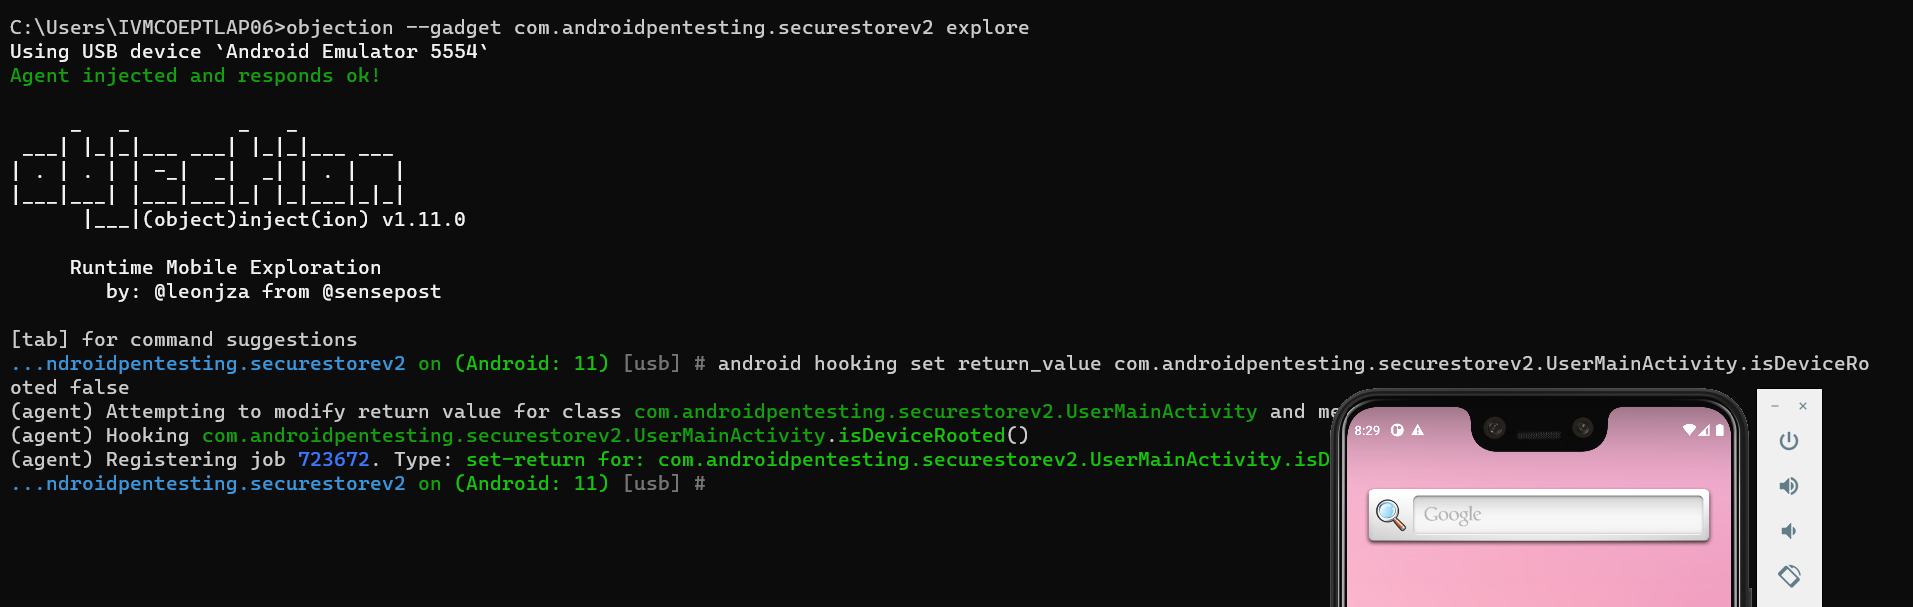 C:\Users\IVMCOEPTLAP06>objection --gadget com.androidpentesting.securestorev2 explore
Using USB device `Android Emulator 5554`
Agent injected and responds ok!
     _   _         _   _
 ___| |_|_|___ ___| |_|_|___ ___
| . | . | | -_|  _|  _| | . |   |
|___|___| |___|___|_| |_|___|_|_|
      |___|(object)inject(ion) v1.11.0
     Runtime Mobile Exploration
        by: @leonjza from @sensepost
[tab] for command suggestions
...ndroidpentesting.securestorev2 on (Android: 11) [usb] # android hooking set return_value com.androidpentesting.securestorev2.UserMainActivity.isDeviceRo
oted false
(agent) Attempting to modify return value for class com.androidpentesting.securestorev2.UserMainActivity and me
(agent) Hooking com.androidpentesting.securestorev2.UserMainActivity.isDeviceRooted()
(agent) Registering job 723672. Type: set-return for: com.androidpentesting.securestorev2.UserMainActivity.isD
...ndroidpentesting.securestorev2 on (Android: 11) [usb] #
8:29
Google